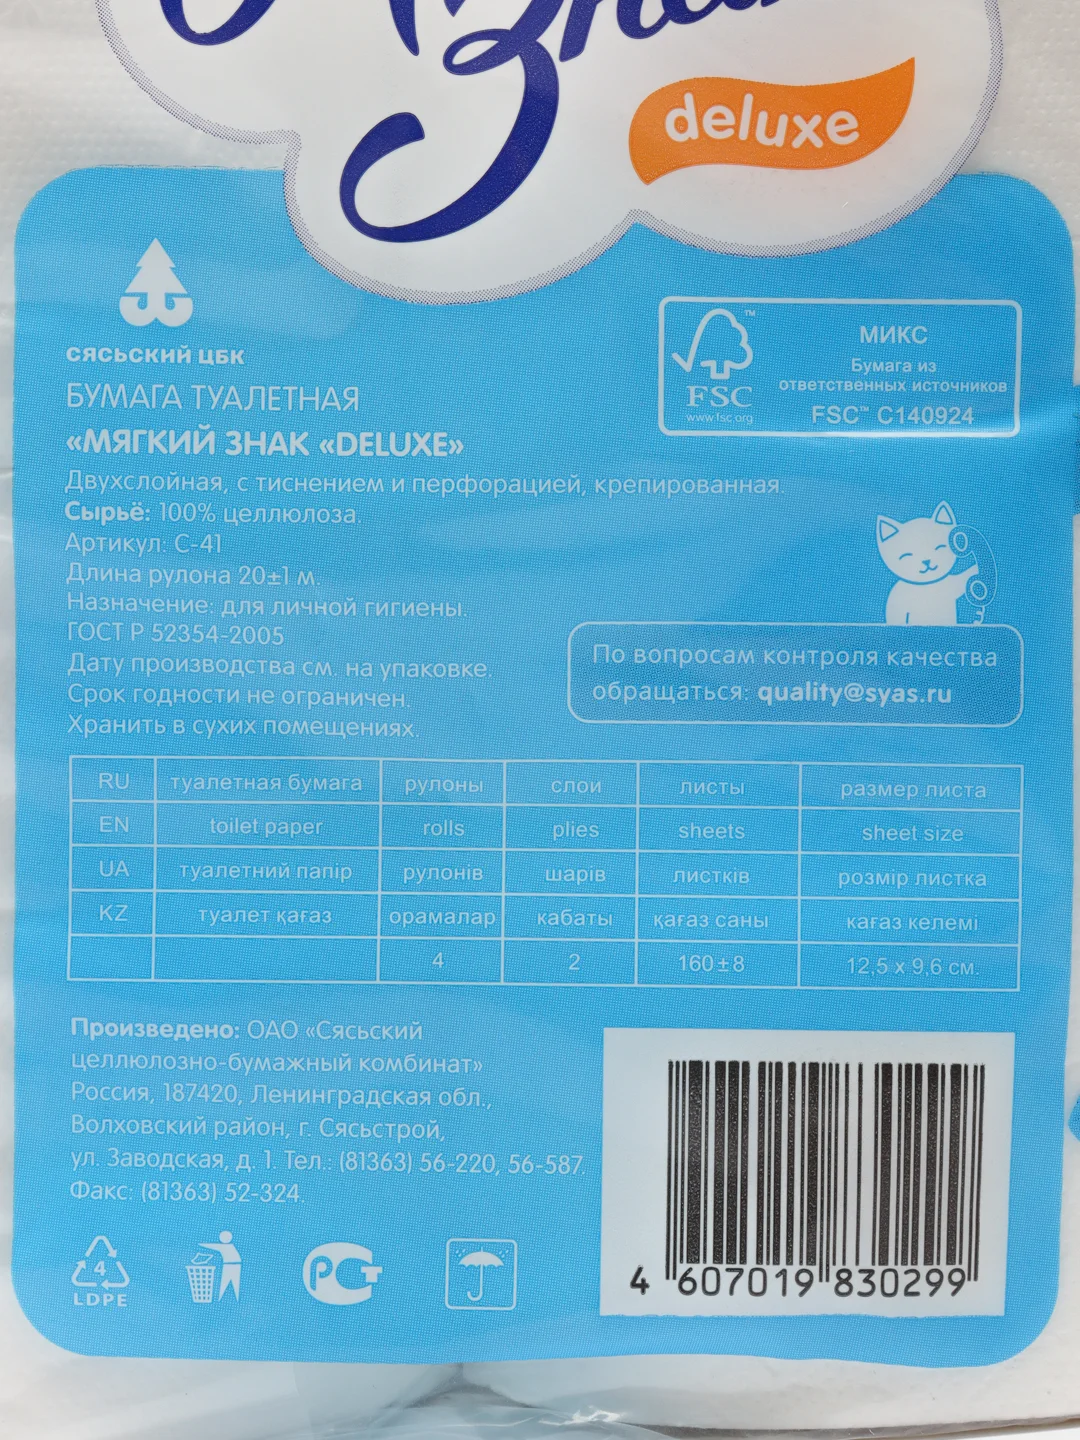 Знак
deluxe
СЯСЬСКИЙ ЦБК
БУМАГА ТУАЛЕТНАЯ
«МЯГКИЙ ЗНАК «DELUXE»
Двухслойная, с тиснением и перфорацией, крепированная.
Сырьё: 100% целлюлоза.
Артикул: С-41
Длина рулона 20±1 м.
Назначение: для личной гигиены.
ГОСТ Р 52354-2005
Дату производства см. на упаковке.
Срок годности не ограничен.
Хранить в сухих помещениях.
FSC™
www.fsc.org
МИКС
Бумага из
ответственных источников
FSC™ C140924
По вопросам контроля качества
обращаться: quality@syas.ru
RU туалетная бумага рулоны слои листы размер листа
EN toilet paper rolls plies sheets sheet size
UA туалетний папір рулонів шарів листків розмір листка
KZ туалет қағаз орамалар кабаты қағаз саны кағаз келемі
4 2 160±8 12,5 x 9,6 см.
Произведено: ОАО «Сясьский
целлюлозно-бумажный комбинат»
Россия, 187420, Ленинградская обл.,
Волховский район, г. Сясьстрой,
ул. Заводская, д. 1. Тел.: (81363) 56-220, 56-587.
Факс: (81363) 52-324.
4
LDPE
РСТ
4 607019 830299